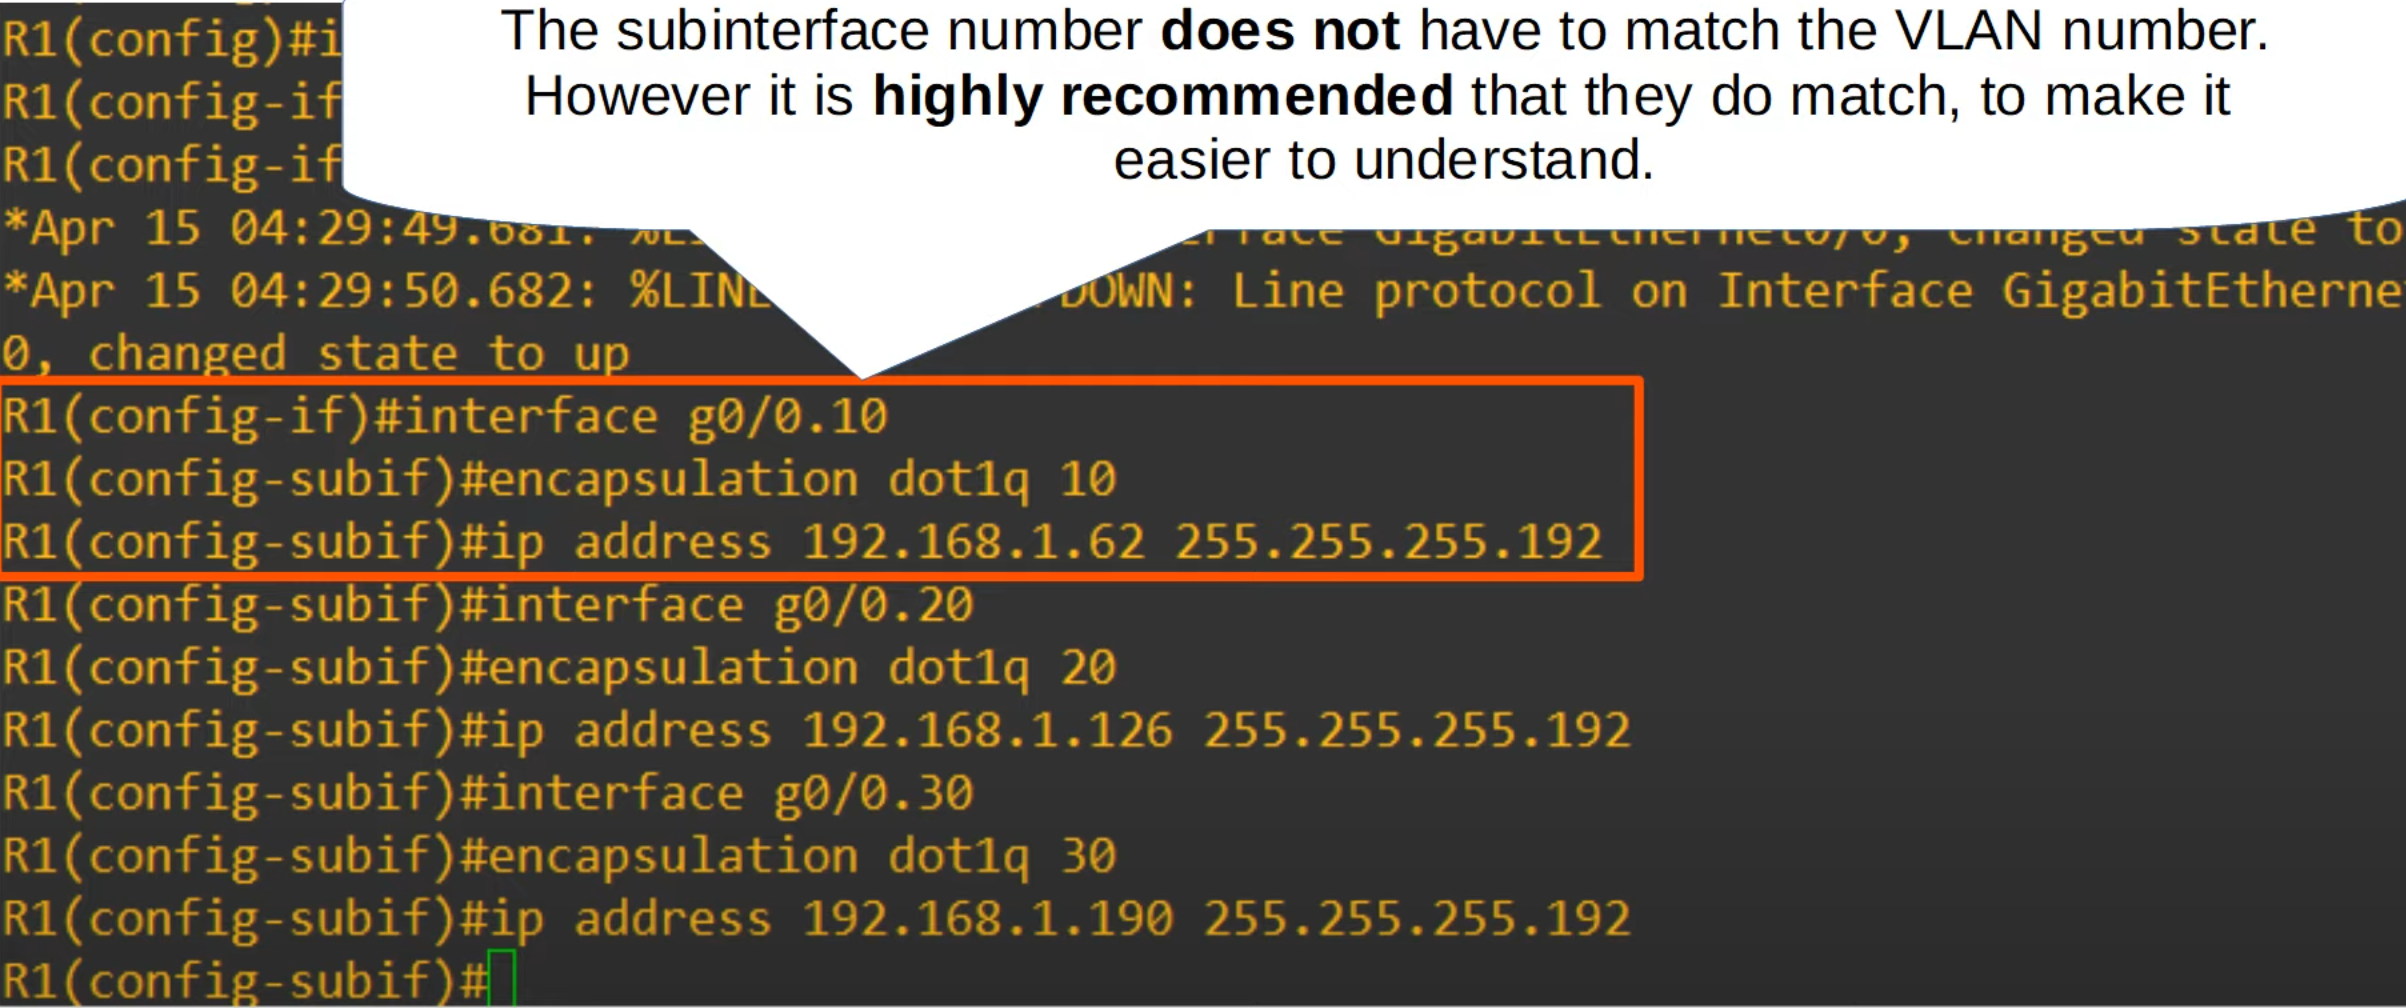 The subinterface number does not have to match the VLAN number.
However it is highly recommended that they do match, to make it
easier to understand.
R1(config)#i
R1(config-if
R1(config-if
*Apr 15 04:29:49.681: GigabitEthernet0/0, changed state to
*Apr 15 04:29:50.682: %LINE DOWN: Line protocol on Interface GigabitEtherne
0, changed state to up
R1(config-if)#interface g0/0.10
R1(config-subif)#encapsulation dot1q 10
R1(config-subif)#ip address 192.168.1.62 255.255.255.192
R1(config-subif)#interface g0/0.20
R1(config-subif)#encapsulation dot1q 20
R1(config-subif)#ip address 192.168.1.126 255.255.255.192
R1(config-subif)#interface g0/0.30
R1(config-subif)#encapsulation dot1q 30
R1(config-subif)#ip address 192.168.1.190 255.255.255.192
R1(config-subif)#